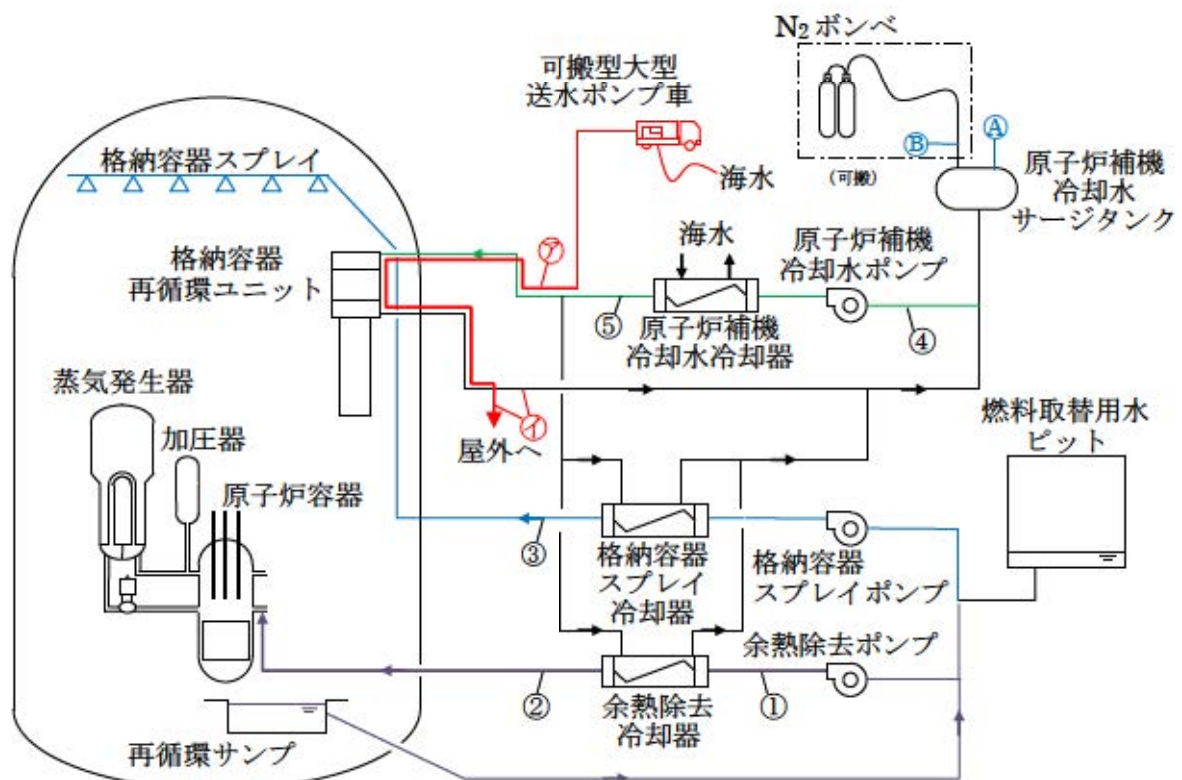 N₂ ボンベ
可搬型大型
送水ポンプ車
海水
Ⓐ
Ⓑ
(可搬)
原子炉補機
冷却水
サージタンク
格納容器スプレイ
格納容器
再循環ユニット
㋐
海水
原子炉補機
冷却水ポンプ
⑤
原子炉補機
冷却水冷却器
④
蒸気発生器
加圧器
原子炉容器
㋑
屋外へ
燃料取替用水
ピット
③
格納容器
スプレイ
冷却器
格納容器
スプレイポンプ
余熱除去ポンプ
②
①
余熱除去
冷却器
再循環サンプ